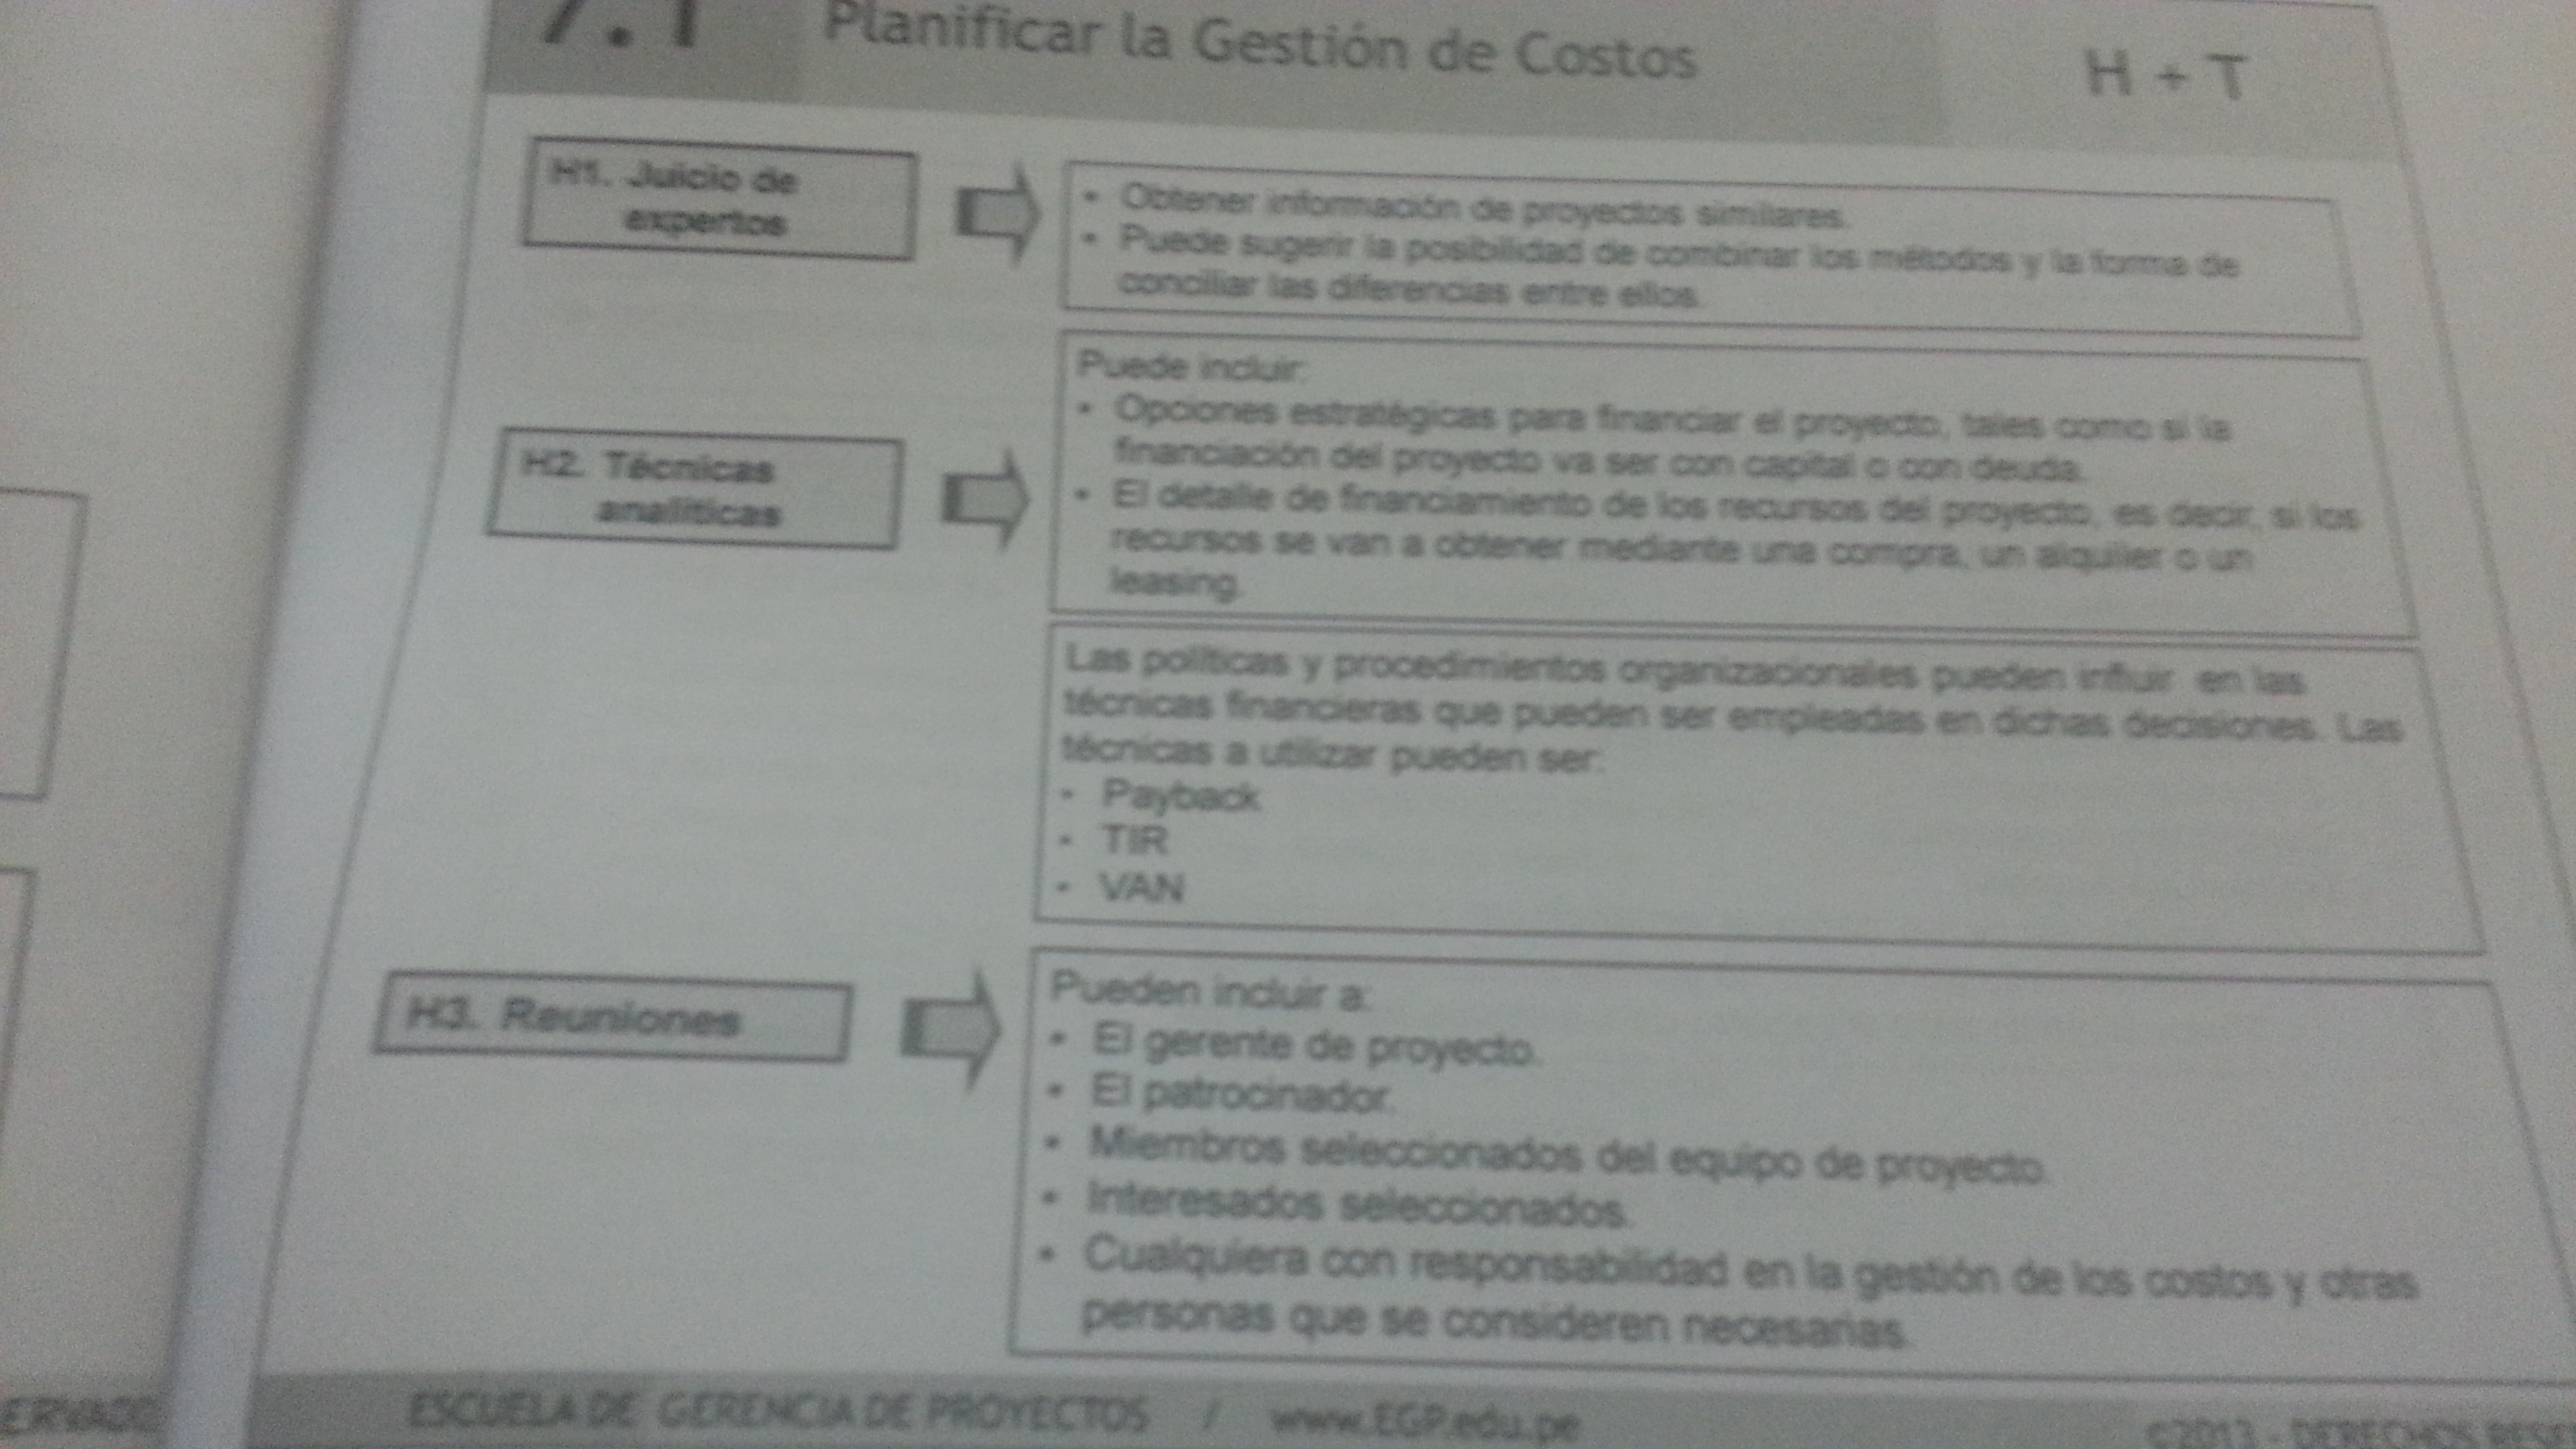 7.1 Planificar la Gestión de Costos H + T
H1. Juicio de
expertos
• Obtener información de proyectos similares.
• Puede sugerir la posibilidad de combinar los métodos y la forma de
conciliar las diferencias entre ellos.
H2. Técnicas
analíticas
Puede incluir:
• Opciones estratégicas para financiar el proyecto, tales como si la
financiación del proyecto va ser con capital o con deuda.
• El detalle de financiamiento de los recursos del proyecto, es decir, si los
recursos se van a obtener mediante una compra, un alquiler o un
leasing.
Las políticas y procedimientos organizacionales pueden influir en las
técnicas financieras que pueden ser empleadas en dichas decisiones. Las
técnicas a utilizar pueden ser:
- Payback
- TIR
- VAN
H3. Reuniones
Pueden incluir a:
• El gerente de proyecto.
• El patrocinador.
• Miembros seleccionados del equipo de proyecto.
• Interesados seleccionados.
• Cualquiera con responsabilidad en la gestión de los costos y otras
personas que se consideren necesarias.
ESCUELA DE GERENCIA DE PROYECTOS / www.EGP.edu.pe
©2013 - DERECHOS